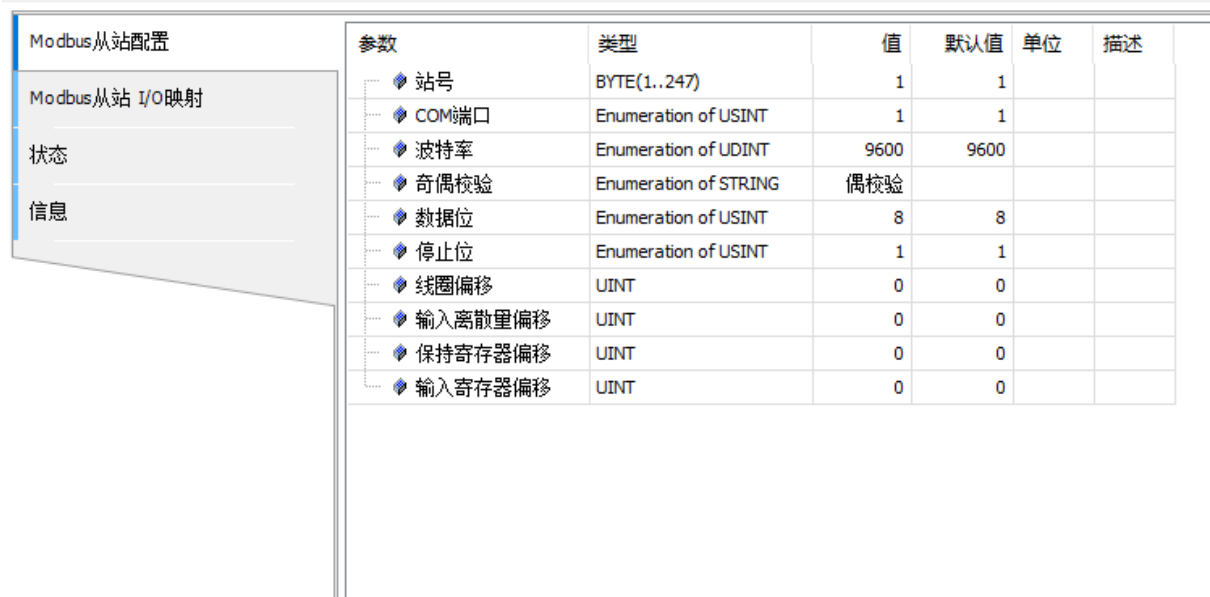 Modbus从站配置
Modbus从站 I/O映射
状态
信息
参数 类型 值 默认值 单位 描述
站号 BYTE(1..247) 1 1
COM端口 Enumeration of USINT 1 1
波特率 Enumeration of UDINT 9600 9600
奇偶校验 Enumeration of STRING 偶校验
数据位 Enumeration of USINT 8 8
停止位 Enumeration of USINT 1 1
线圈偏移 UINT 0 0
输入离散量偏移 UINT 0 0
保持寄存器偏移 UINT 0 0
输入寄存器偏移 UINT 0 0